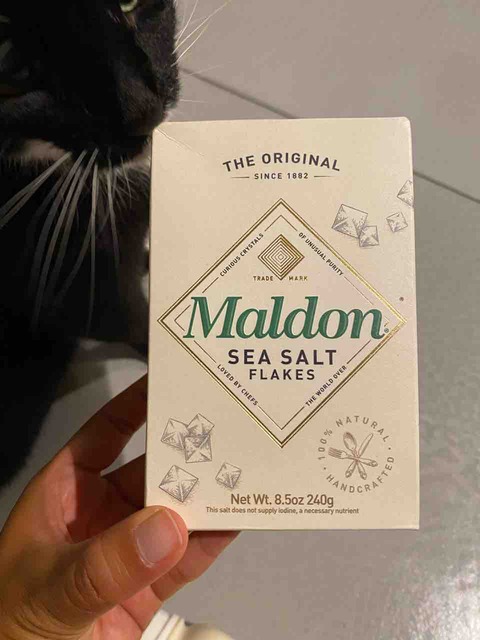 THE ORIGINAL
SINCE 1882
CURIOUS CRYSTALS
OF UNUSUAL PURITY
TRADE MARK
Maldon®
SEA SALT
FLAKES
LOVED BY CHEFS
THE WORLD OVER
100% NATURAL
HANDCRAFTED
Net Wt. 8.5oz 240g
This salt does not supply iodine, a necessary nutrient